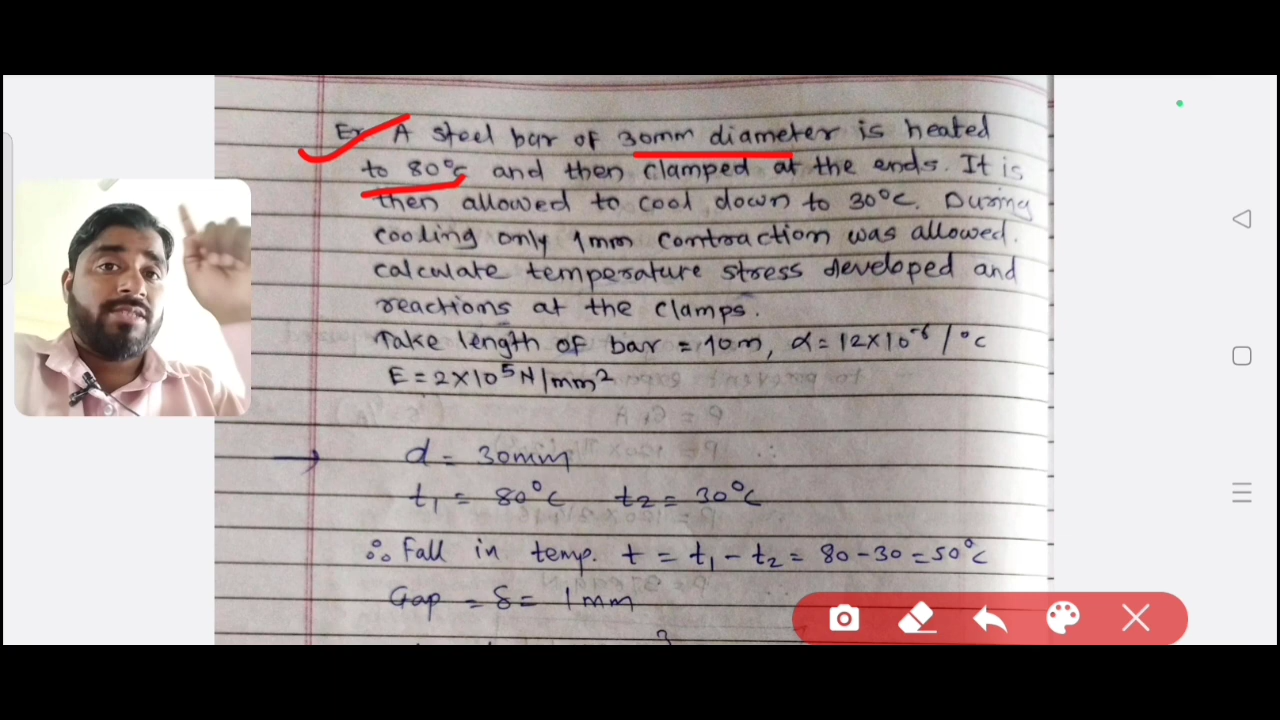 Ex. A steel bar of 30mm diameter is heated
to 80°c and then clamped at the ends. It is
then allowed to cool down to 30°c. During
cooling only 1mm contraction was allowed.
calculate temperature stress developed and
reactions at the clamps.
Take length of bar = 10m, α = 12×10⁻⁶/°c
E = 2×10⁵ N/mm²
→ d = 30mm
t₁ = 80°c t₂ = 30°c
∴ Fall in temp. t = t₁ - t₂ = 80 - 30 = 50°c
Gap = δ = 1mm